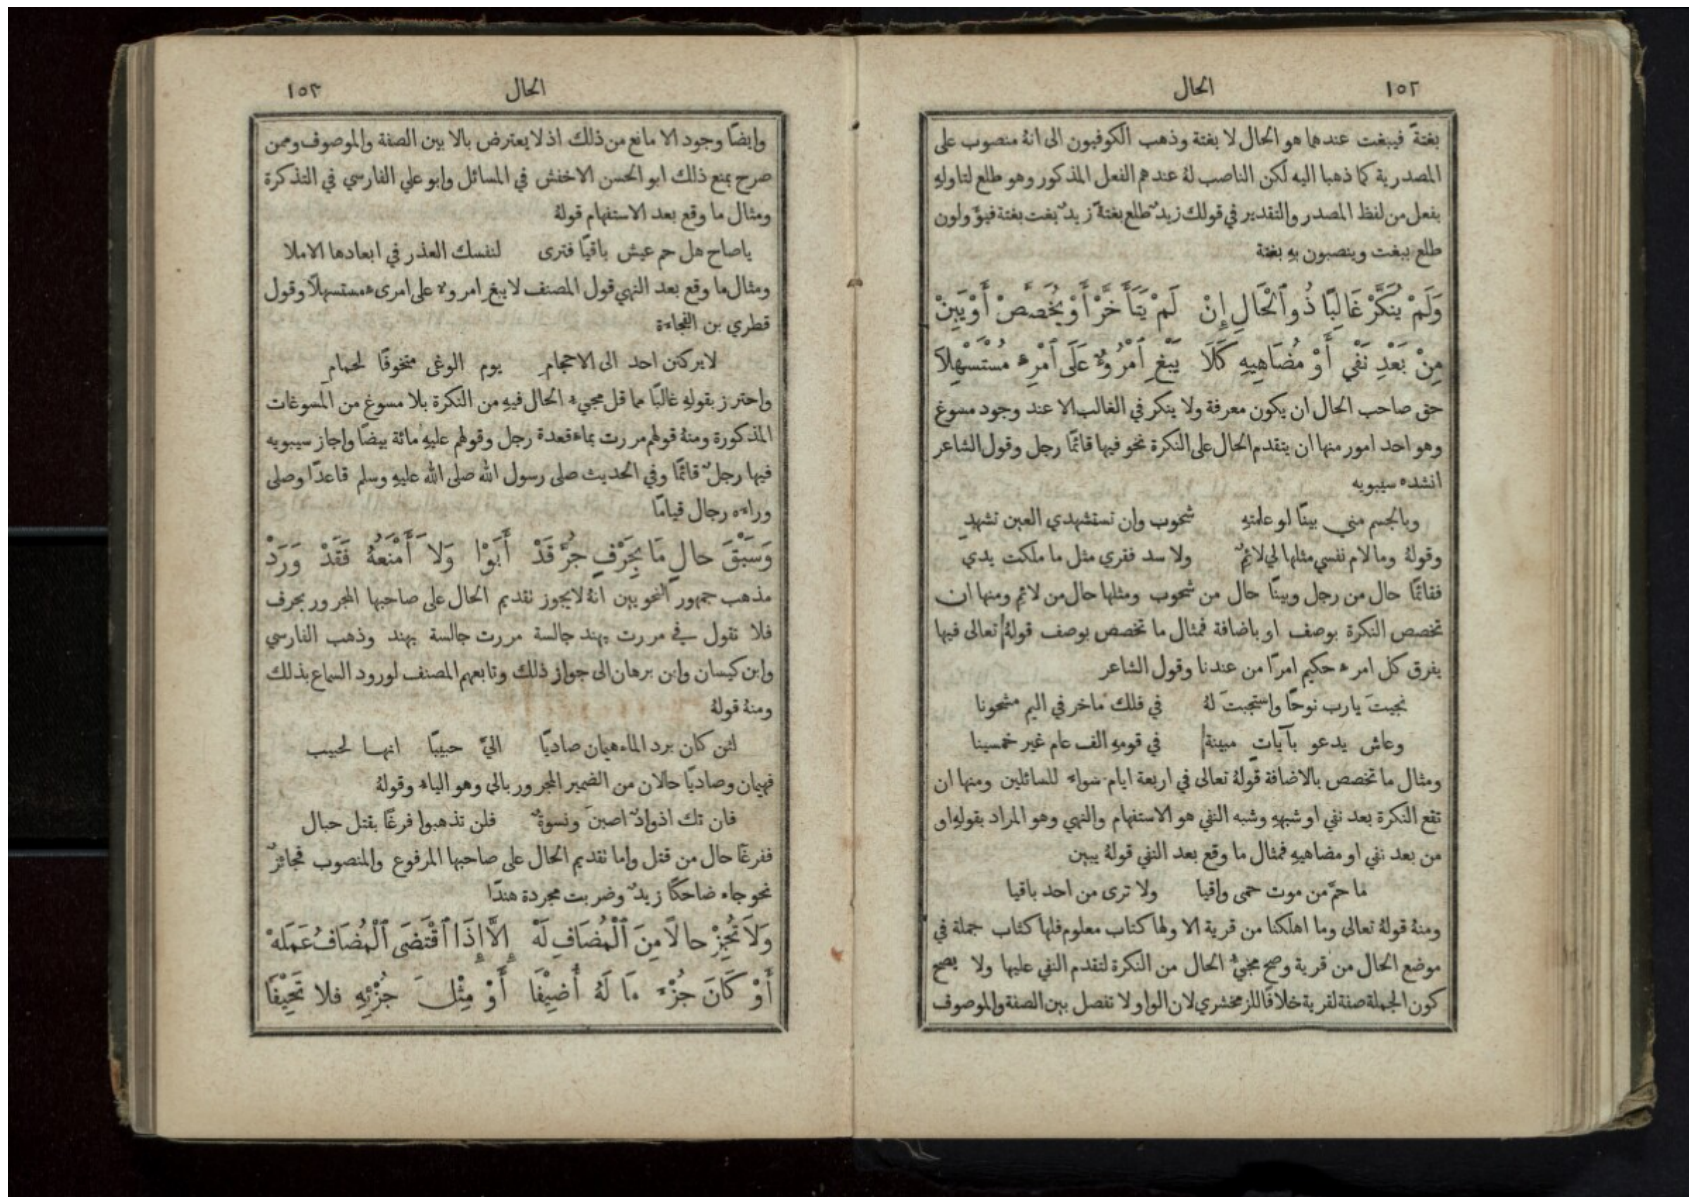 ١٥٢ الحال
بغتةً فيبغت عندهما هو الحال لا بغتة وذهب الكوفيون الى انهُ منصوب على
المصدرية كما ذهبا اليه لكن الناصب لهُ عندهم الفعل المذكور وهو طلع لتاولهِ
بفعل من لفظ المصدر والتقدير في قولك زيدٌ طلع بغتةً زيدٌ بغت بغتة فيؤَولون
طلع ببغت وينصبون بهِ بغتة
وَلَمْ يُنَكَّرْ غَالِبًا ذُو ٱلْحَالِ إِنْ لَمْ يَتَأَخَّرْ أَوْ يُخَصَّصْ أَوْ يَبِنْ
مِنْ بَعْدِ نَفْيٍ أَوْ مُضَاهِيهِ كَلَا يَبْغِ ٱمْرُوءٌ عَلَى ٱمْرِءٍ مُسْتَسْهِلاَ
حق صاحب الحال ان يكون معرفة ولا ينكر في الغالب الا عند وجود مسوغ
وهو احد امور منها ان يتقدم الحال على النكرة نحو فيها قائمًا رجل وقول الشاعر
انشدهُ سيبويه
وبالجسم مني بينًا لو علمتهِ شحوب وإن تستشهدي العين تشهدِ
وقولهُ وما لام نفسي مثلها لي لائمٌ ولا سد فقري مثل ما ملكت يدي
فقائمًا حال من رجل وبينًا حال من شحوب ومثلها حال من لائم ومنها ان
تخصص النكرة بوصف او باضافة فمثال ما تخصص بوصف قولهُ تعالى فيها
يفرق كل امرءٍ حكيم امرًا من عندنا وقول الشاعر
نجيتَ يارب نوحًا واستجبتَ لهُ في فلك ماخر في اليم مشحونا
وعاش يدعو بآيات مبينة في قومهِ الف عام غير خمسينا
ومثال ما تخصص بالاضافة قولهُ تعالى في اربعة ايام سواء للسائلين ومنها ان
تقع النكرة بعد نفي او شبههِ وشبه النفي هو الاستفهام والنهي وهو المراد بقولهِ او
من بعد نفي او مضاهيهِ فمثال ما وقع بعد النفي قولهُ يبين
مَا حمَّ من موت حمى واقيا ولا ترى من احد باقيا
ومنهُ قولهُ تعالى وما اهلكنا من قرية الا ولها كتاب معلوم فلها كتاب جملة في
موضع الحال من قرية وصح مجيءُ الحال من النكرة لتقدم النفي عليها ولا يصح
كون الجملة صفة لقرية خلافًا للزمخشري لان الواو لا تفصل بين الصفة والموصوف
الحال ١٥٣
وايضًا وجود الا مانع من ذلك اذ لا يعترض بالا بين الصفة والموصوف وممن
صرح بمنع ذلك ابو الحسن الاخفش في المسائل وابو علي الفارسي في التذكرة
ومثال ما وقع بعد الاستفهام قولهُ
ياصاح هل حم عيش باقيًا فترى لنفسك العذر في ابعادها الاملا
ومثال ما وقع بعد النهي قول المصنف لا يبغ امروءٌ على امرىء مستسهلًا وقول
قطري بن الفجاءة
لا يركنن احد الى الاحجامِ يوم الوغى متخوفًا لحمامِ
واحترز بقولهِ غالبًا مما قل مجيء الحال فيهِ من النكرة بلا مسوغ من المسوغات
المذكورة ومنهُ قولهم مررت بماء قعدة رجل وقولهم عليهِ مائة بيضًا واجاز سيبويه
فيها رجلٌ قائمًا وفي الحديث صلى رسول الله صلى الله عليهِ وسلم قاعدًا وصلى
وراءَه رجال قيامًا
وَسَبْقَ حالٍ مَا بِحَرْفٍ جُرَّ قَدْ أَبَوْا وَلاَ أَمْنَعُهُ فَقَدْ وَرَدْ
مذهب جمهور النحويين انهُ لا يجوز تقديم الحال على صاحبها المجرور بحرف
فلا تقول في مررت بهند جالسة مررت جالسة بهند وذهب الفارسي
وابن كيسان وابن برهان الى جواز ذلك وتابعهم المصنف لورود السماع بذلك
ومنهُ قولهُ
لئن كان برد الماء هيمان صاديًا اليَّ حبيبًا انهـا لحبيب
فهيمان وصاديًا حالان من الضمير المجرور بالى وهو الياء وقولهُ
فان تك اذوادٌ اصبنَ ونسوةٌ فلن تذهبوا فرغًا بقتل حبال
ففرغًا حال من قتل واما تقديم الحال على صاحبها المرفوع والمنصوب فجائزٌ
نحو جاء ضاحكًا زيدٌ وضربت مجردة هندًا
وَلاَ تُجِزْ حالًا مِنَ ٱلْمُضَافِ لَهْ إِلاَّ إِذَا ٱقْتَضَى ٱلْمُضَافُ عَمَلَهْ
أَوْ كَانَ جُزْءَ مَا لَهُ أُضِيْفَا أَوْ مِثْلَ جُزْئِهِ فلا تَحِيْفَا